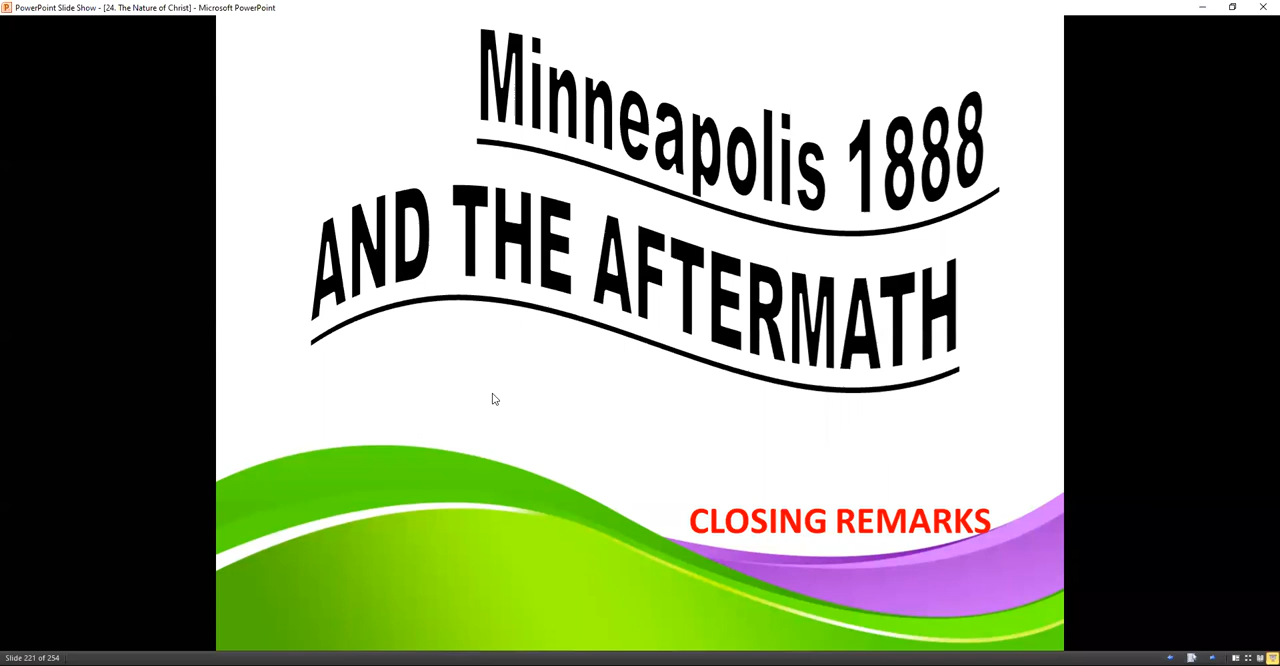 PowerPoint Slide Show - [24. The Nature of Christ] - Microsoft PowerPoint
Minneapolis 1888
AND THE AFTERMATH
CLOSING REMARKS
Slide 221 of 254